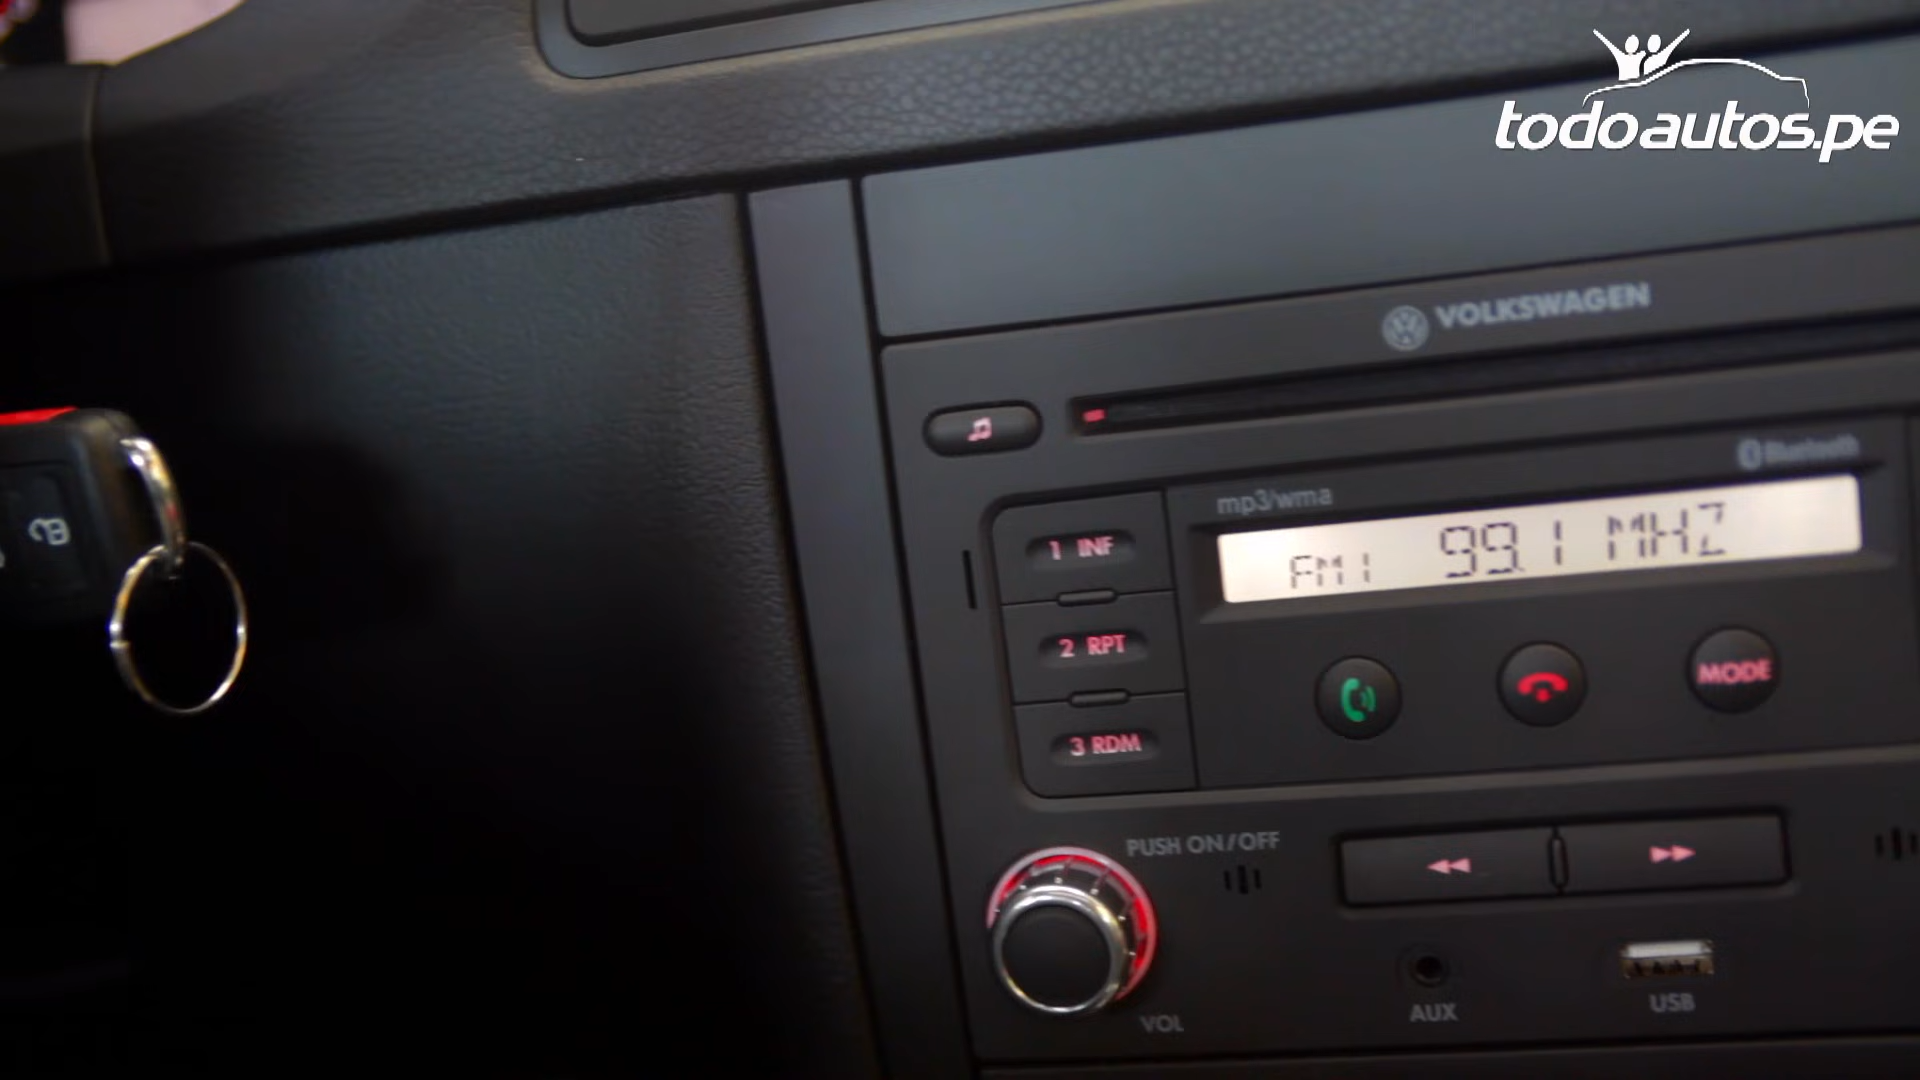 todoautos.pe
VOLKSWAGEN
Bluetooth
mp3/wma
FM1 99.1 MHZ
1 INF
2 RPT
3 RDM
MODE
PUSH ON/OFF
VOL
AUX
USB